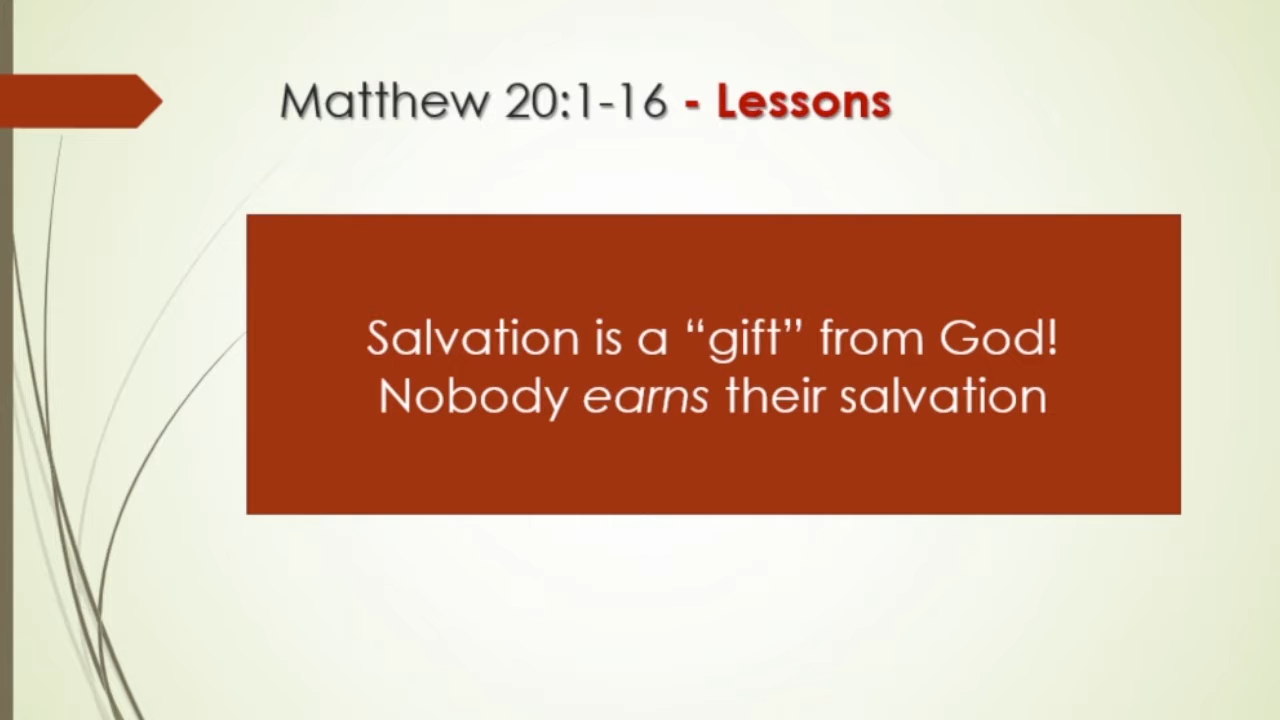 Matthew 20:1-16 - Lessons
Salvation is a “gift” from God!
Nobody earns their salvation